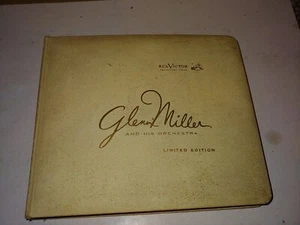 RCA VICTOR
Glenn Miller
AND HIS ORCHESTRA
LIMITED EDITION